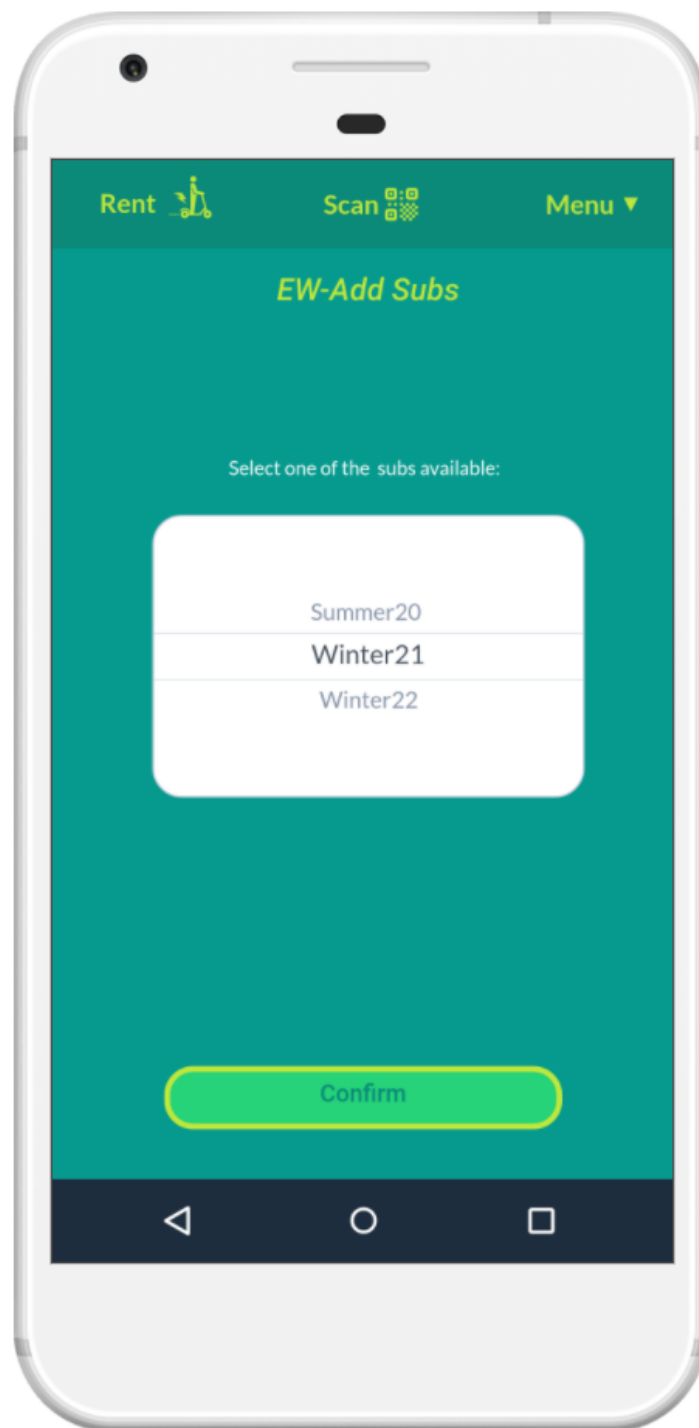 Rent Scan Menu ▼
EW-Add Subs
Select one of the subs available:
Summer20
Winter21
Winter22
Confirm